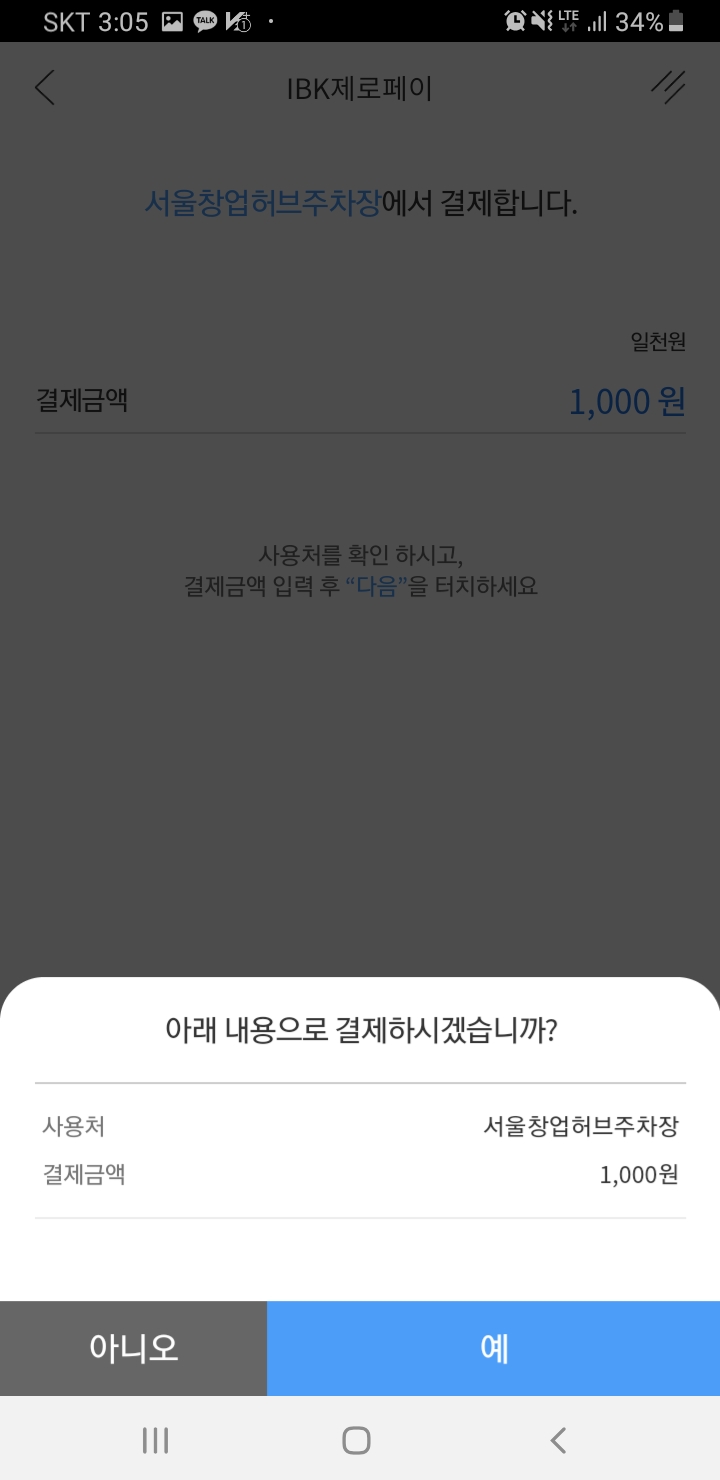 SKT 3:05 TALK LTE 34%
IBK제로페이
서울창업허브주차장에서 결제합니다.
일천원
결제금액 1,000 원
사용처를 확인 하시고,
결제금액 입력 후 “다음”을 터치하세요
아래 내용으로 결제하시겠습니까?
사용처 서울창업허브주차장
결제금액 1,000원
아니오 예